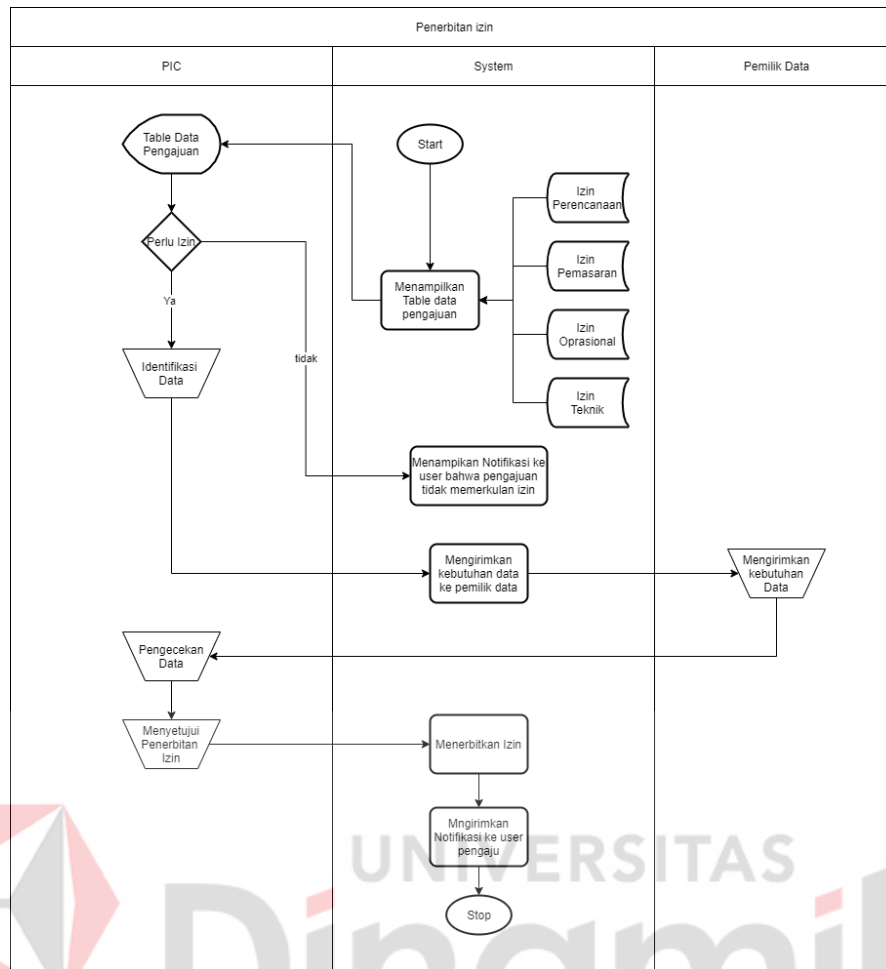 Penerbitan izin
PIC
System
Pemilik Data
Table Data
Pengajuan
Start
Izin
Perencanaan
Perlu Izin
Izin
Pemasaran
Menampilkan
Table data
pengajuan
Ya
Izin
Oprasional
tidak
Identifikasi
Data
Izin
Teknik
Menampikan Notifikasi ke
user bahwa pengajuan
tidak memerkulan izin
Mengirimkan
kebutuhan data
ke pemilik data
Mengirimkan
kebutuhan
Data
Pengecekan
Data
Menyetujui
Penerbitan
Izin
Menerbitkan Izin
Mngirimkan
Notifikasi ke user
pengaju
UNIVERSITAS
Stop